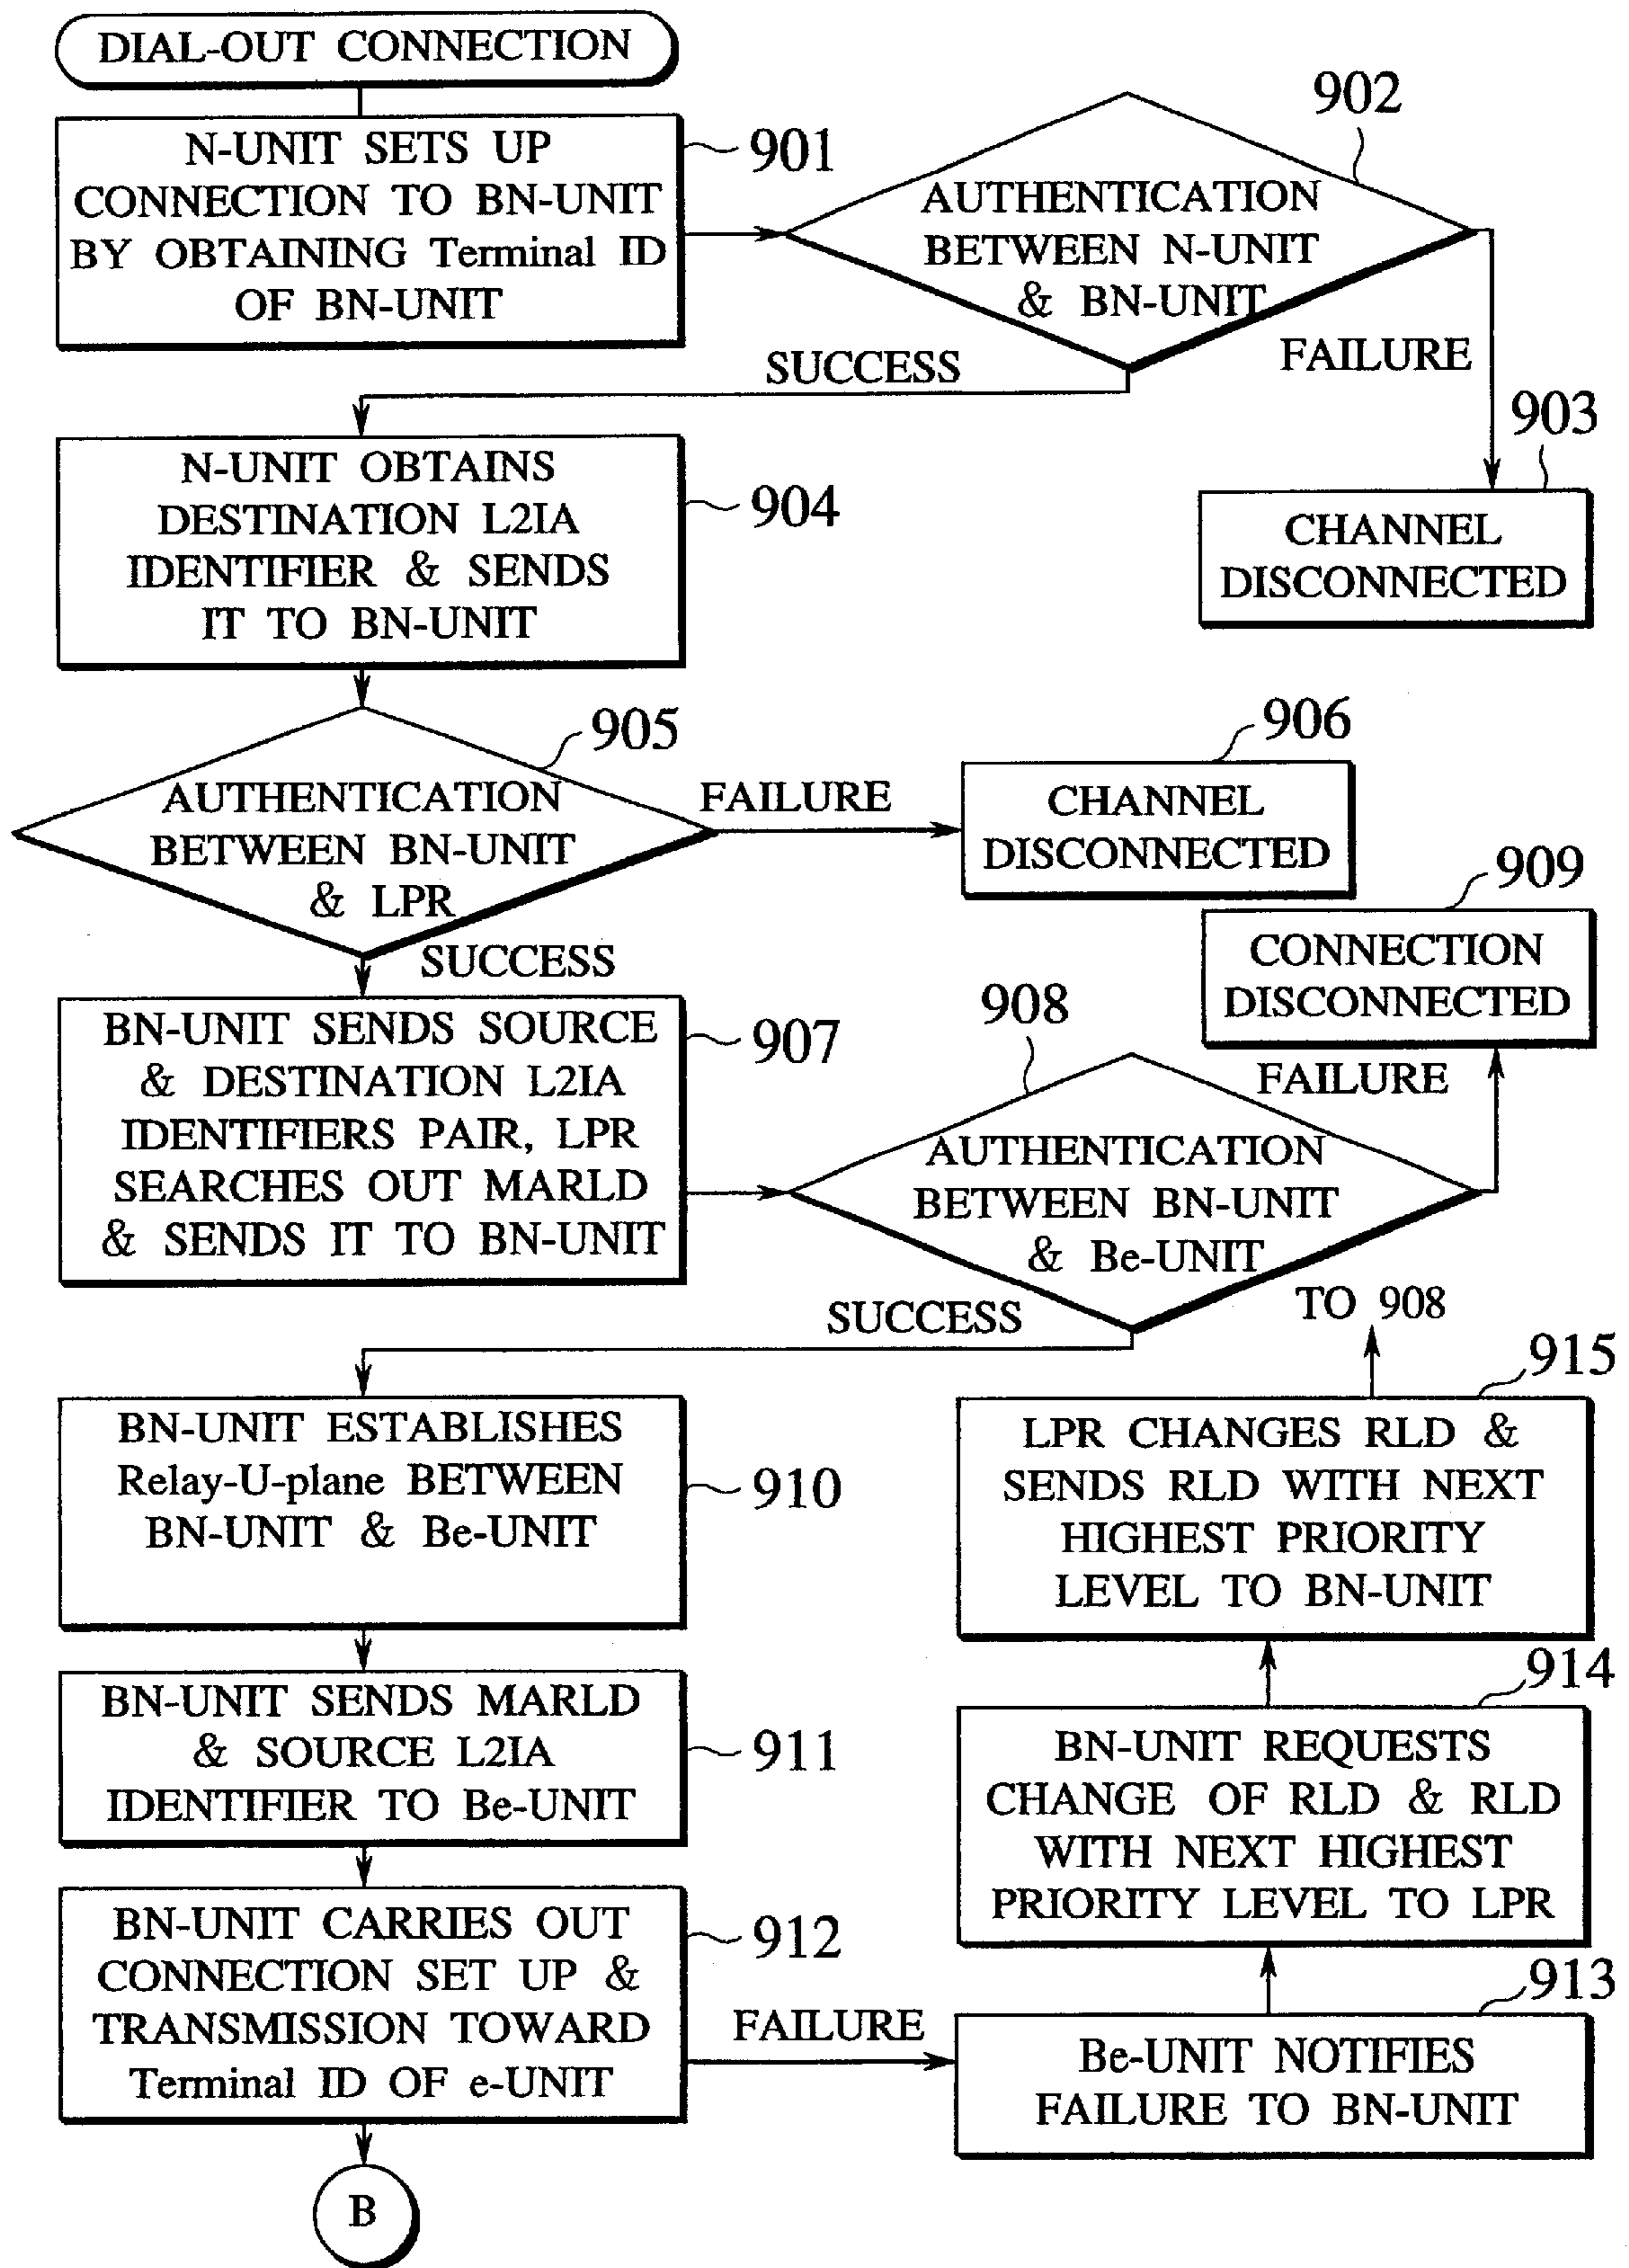 DIAL-OUT CONNECTION
N-UNIT SETS UP
CONNECTION TO BN-UNIT
BY OBTAINING Terminal ID
OF BN-UNIT
901
902
AUTHENTICATION
BETWEEN N-UNIT
& BN-UNIT
SUCCESS
FAILURE
903
CHANNEL
DISCONNECTED
N-UNIT OBTAINS
DESTINATION L2IA
IDENTIFIER & SENDS
IT TO BN-UNIT
904
905
AUTHENTICATION
BETWEEN BN-UNIT
& LPR
FAILURE
906
CHANNEL
DISCONNECTED
SUCCESS
BN-UNIT SENDS SOURCE
& DESTINATION L2IA
IDENTIFIERS PAIR, LPR
SEARCHES OUT MARLD
& SENDS IT TO BN-UNIT
907
908
AUTHENTICATION
BETWEEN BN-UNIT
& Be-UNIT
909
CONNECTION
DISCONNECTED
FAILURE
SUCCESS
BN-UNIT ESTABLISHES
Relay-U-plane BETWEEN
BN-UNIT & Be-UNIT
910
BN-UNIT SENDS MARLD
& SOURCE L2IA
IDENTIFIER TO Be-UNIT
911
BN-UNIT CARRIES OUT
CONNECTION SET UP &
TRANSMISSION TOWARD
Terminal ID OF e-UNIT
912
FAILURE
913
Be-UNIT NOTIFIES
FAILURE TO BN-UNIT
914
BN-UNIT REQUESTS
CHANGE OF RLD & RLD
WITH NEXT HIGHEST
PRIORITY LEVEL TO LPR
915
LPR CHANGES RLD &
SENDS RLD WITH NEXT
HIGHEST PRIORITY
LEVEL TO BN-UNIT
TO 908
B